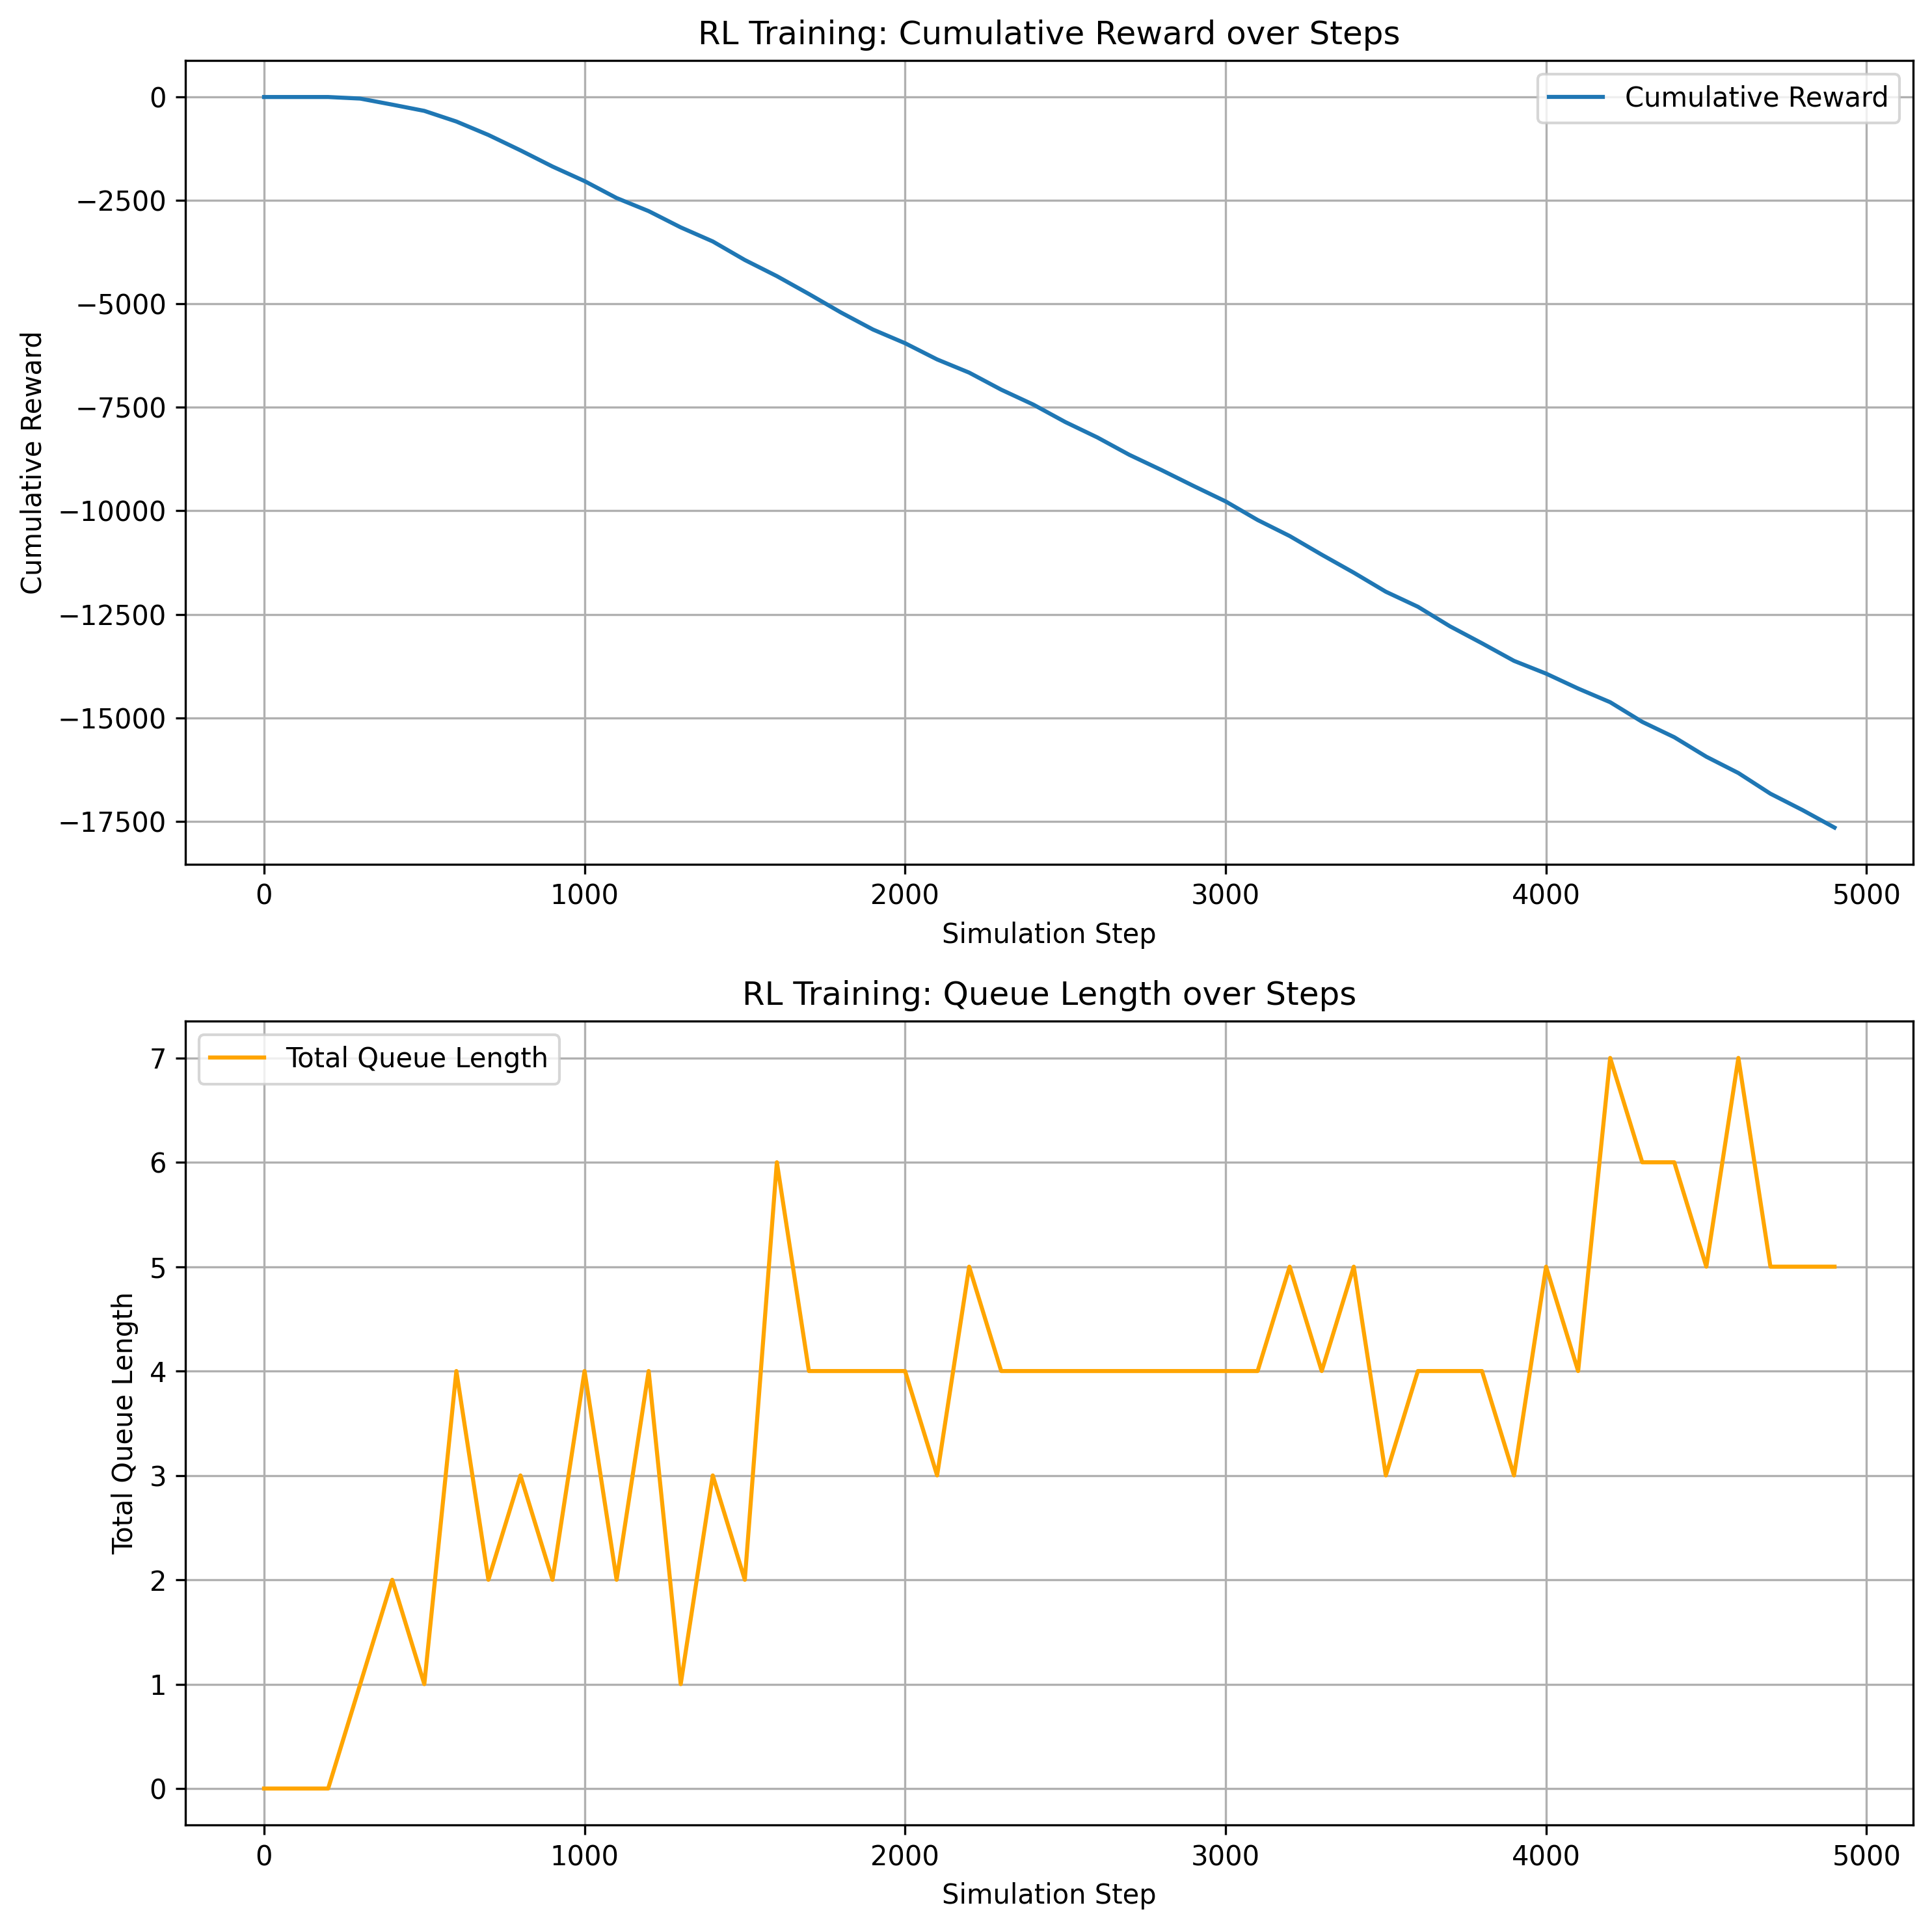 RL Training: Cumulative Reward over Steps
Cumulative Reward
0
−2500
−5000
−7500
−10000
−12500
−15000
−17500
Cumulative Reward
0 1000 2000 3000 4000 5000
Simulation Step
RL Training: Queue Length over Steps
Total Queue Length
7
6
5
4
3
2
1
0
Total Queue Length
0 1000 2000 3000 4000 5000
Simulation Step